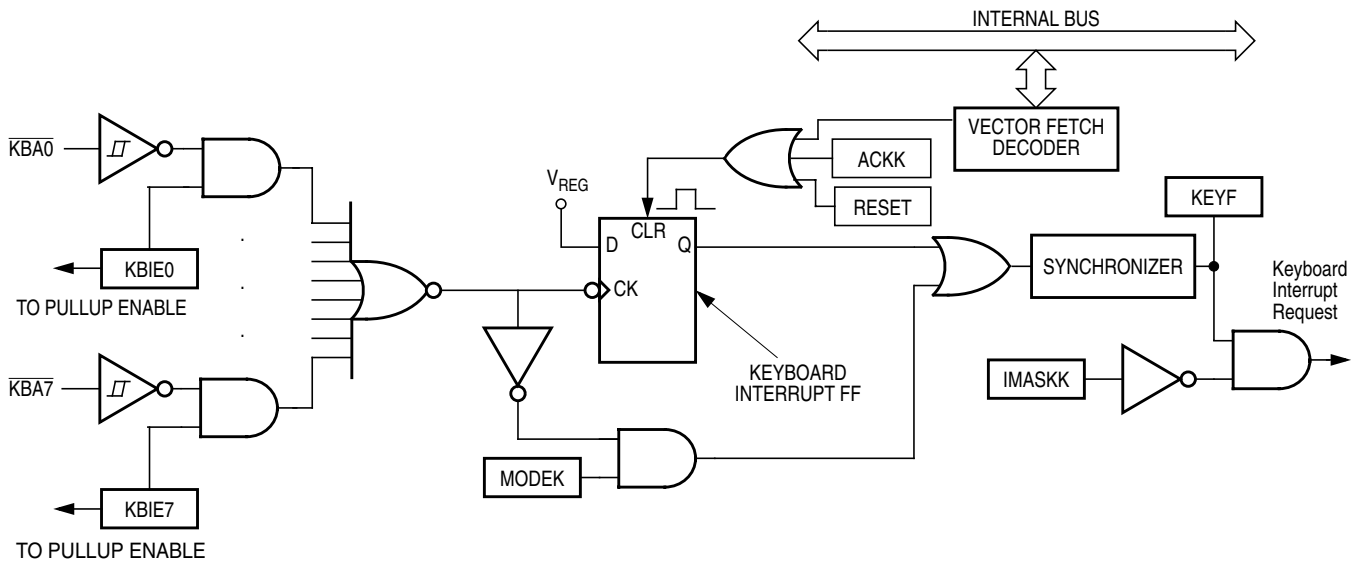 INTERNAL BUS
VECTOR FETCH
DECODER
ACKK
RESET
KBA0
KBIE0
TO PULLUP ENABLE
KBA7
KBIE7
TO PULLUP ENABLE
VREG
CLR
D
Q
CK
KEYBOARD
INTERRUPT FF
MODEK
SYNCHRONIZER
KEYF
IMASKK
Keyboard
Interrupt
Request